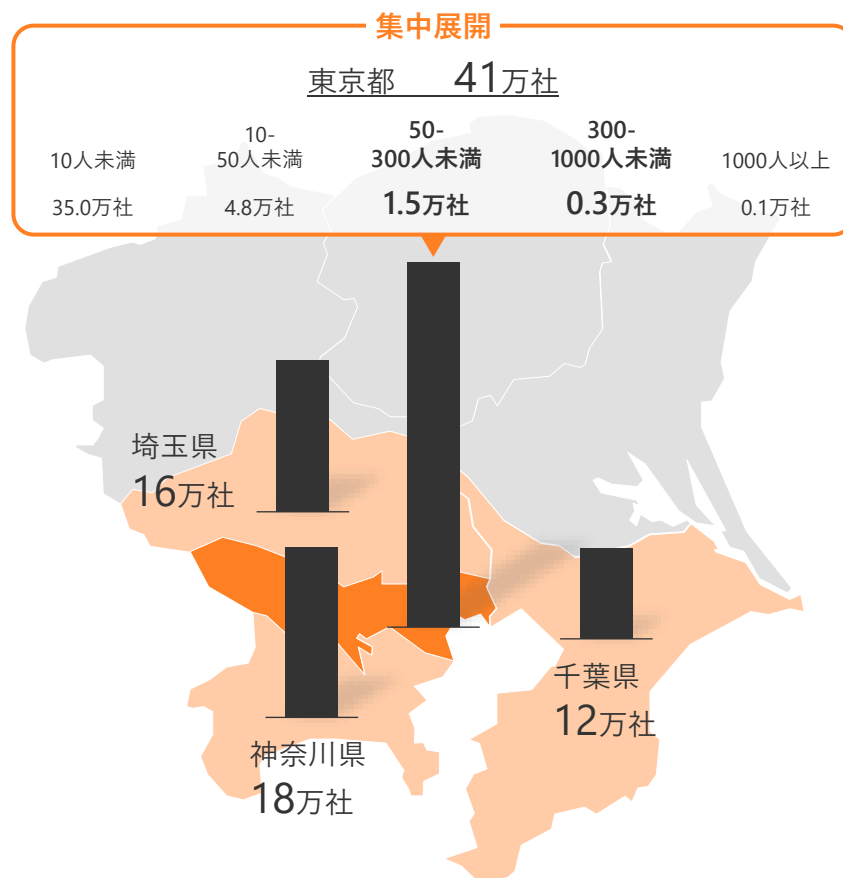 集中展開
東京都 41万社
10人未満
10-
50人未満
50-
300人未満
300-
1000人未満
1000人以上
35.0万社
4.8万社
1.5万社
0.3万社
0.1万社
埼玉県
16万社
千葉県
12万社
神奈川県
18万社